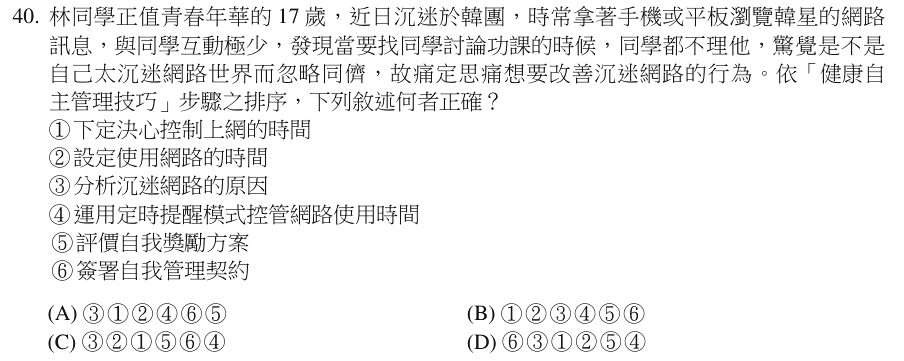 40. 林同學正值青春年華的 17 歲，近日沉迷於韓團，時常拿著手機或平板瀏覽韓星的網路
訊息，與同學互動極少，發現當要找同學討論功課的時候，同學都不理他，驚覺是不是
自己太沉迷網路世界而忽略同儕，故痛定思痛想要改善沉迷網路的行為。依「健康自
主管理技巧」步驟之排序，下列敘述何者正確？
①下定決心控制上網的時間
②設定使用網路的時間
③分析沉迷網路的原因
④運用定時提醒模式控管網路使用時間
⑤評價自我獎勵方案
⑥簽署自我管理契約
(A) ③①②④⑥⑤ (B) ①②③④⑤⑥
(C) ③②①⑤⑥④ (D) ⑥③①②⑤④